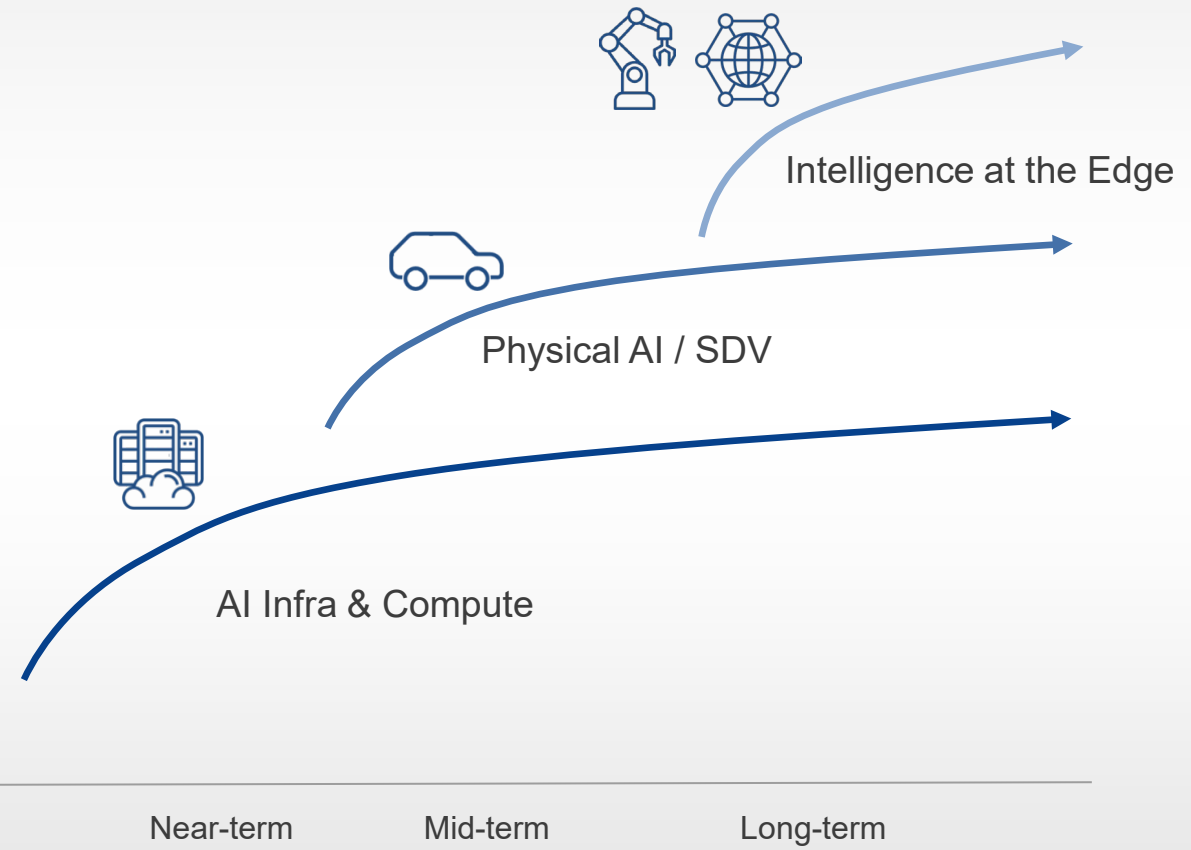 Intelligence at the Edge
Physical AI / SDV
AI Infra & Compute
Near-term
Mid-term
Long-term